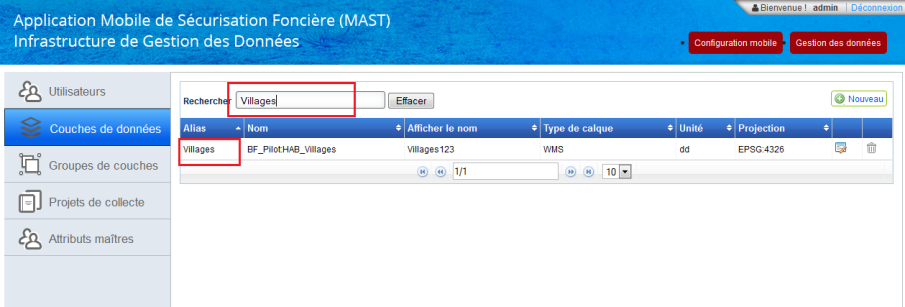 Bienvenue ! admin | Déconnexion
Application Mobile de Sécurisation Foncière (MAST)
Infrastructure de Gestion des Données
Configuration mobile Gestion des données
Utilisateurs
Couches de données
Groupes de couches
Projets de collecte
Attributs maîtres
Rechercher Villages Effacer Nouveau
Alias Nom Afficher le nom Type de calque Unité Projection
Villages BF_Pilot:HAB_Villages Villages123 WMS dd EPSG:4326
1/1 10